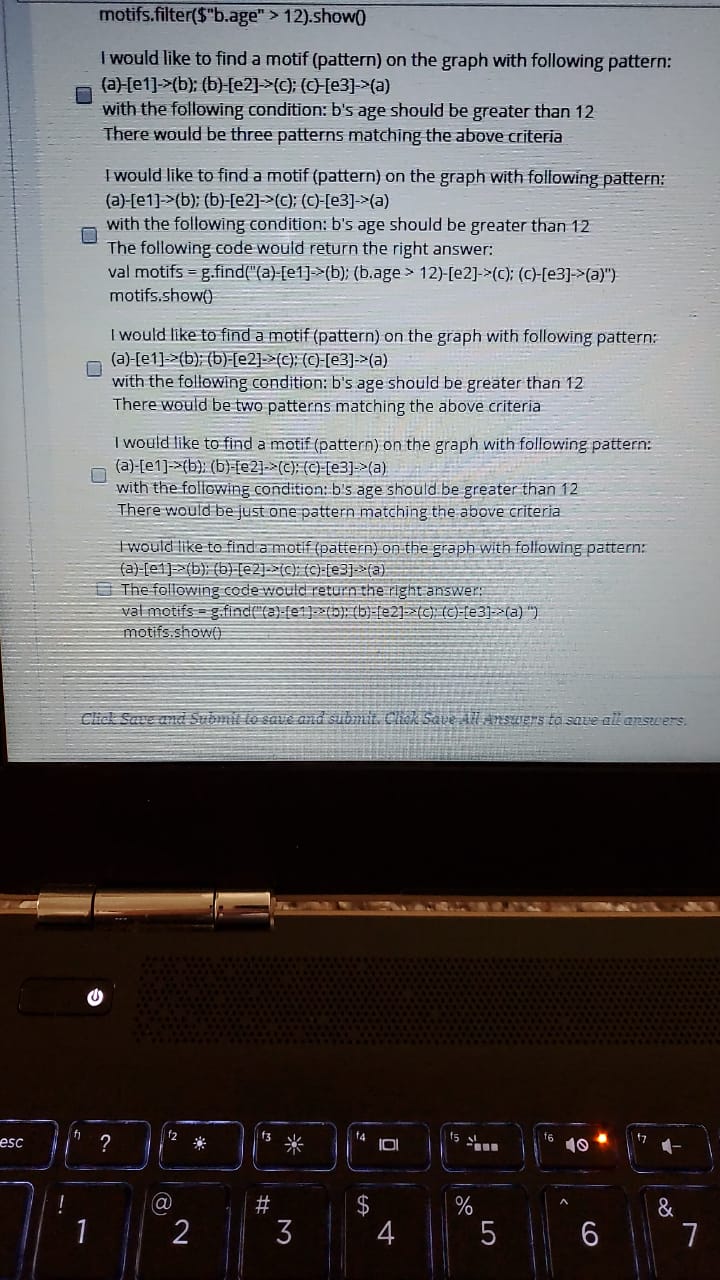 motifs.filter($"b.age" > 12).show()
I would like to find a motif (pattern) on the graph with following pattern:
(a)-[e1]->(b); (b)-[e2]->(c); (c)-[e3]->(a)
with the following condition: b's age should be greater than 12
There would be three patterns matching the above criteria
I would like to find a motif (pattern) on the graph with following pattern:
(a)-[e1]->(b); (b)-[e2]->(c); (c)-[e3]->(a)
with the following condition: b's age should be greater than 12
The following code would return the right answer:
val motifs = g.find("(a)-[e1]->(b); (b.age > 12)-[e2]->(c); (c)-[e3]->(a)")
motifs.show()
I would like to find a motif (pattern) on the graph with following pattern:
(a)-[e1]->(b); (b)-[e2]->(c); (c)-[e3]->(a)
with the following condition: b's age should be greater than 12
There would be two patterns matching the above criteria
I would like to find a motif (pattern) on the graph with following pattern:
(a)-[e1]->(b); (b)-[e2]->(c); (c)-[e3]->(a)
with the following condition: b's age should be greater than 12
There would be just one pattern matching the above criteria
I would like to find a motif (pattern) on the graph with following pattern:
(a)-[e1]->(b); (b)-[e2]->(c); (c)-[e3]->(a)
The following code would return the right answer:
val motifs = g.find("(a)-[e1]->(b); (b)-[e2]->(c); (c)-[e3]->(a) ")
motifs.show()
Click Save and Submit to save and submit. Click Save All Answers to save all answers.
esc f1 ? f2 f3 f4 f5 f6 f7
! @ # $ % ^ &
1 2 3 4 5 6 7